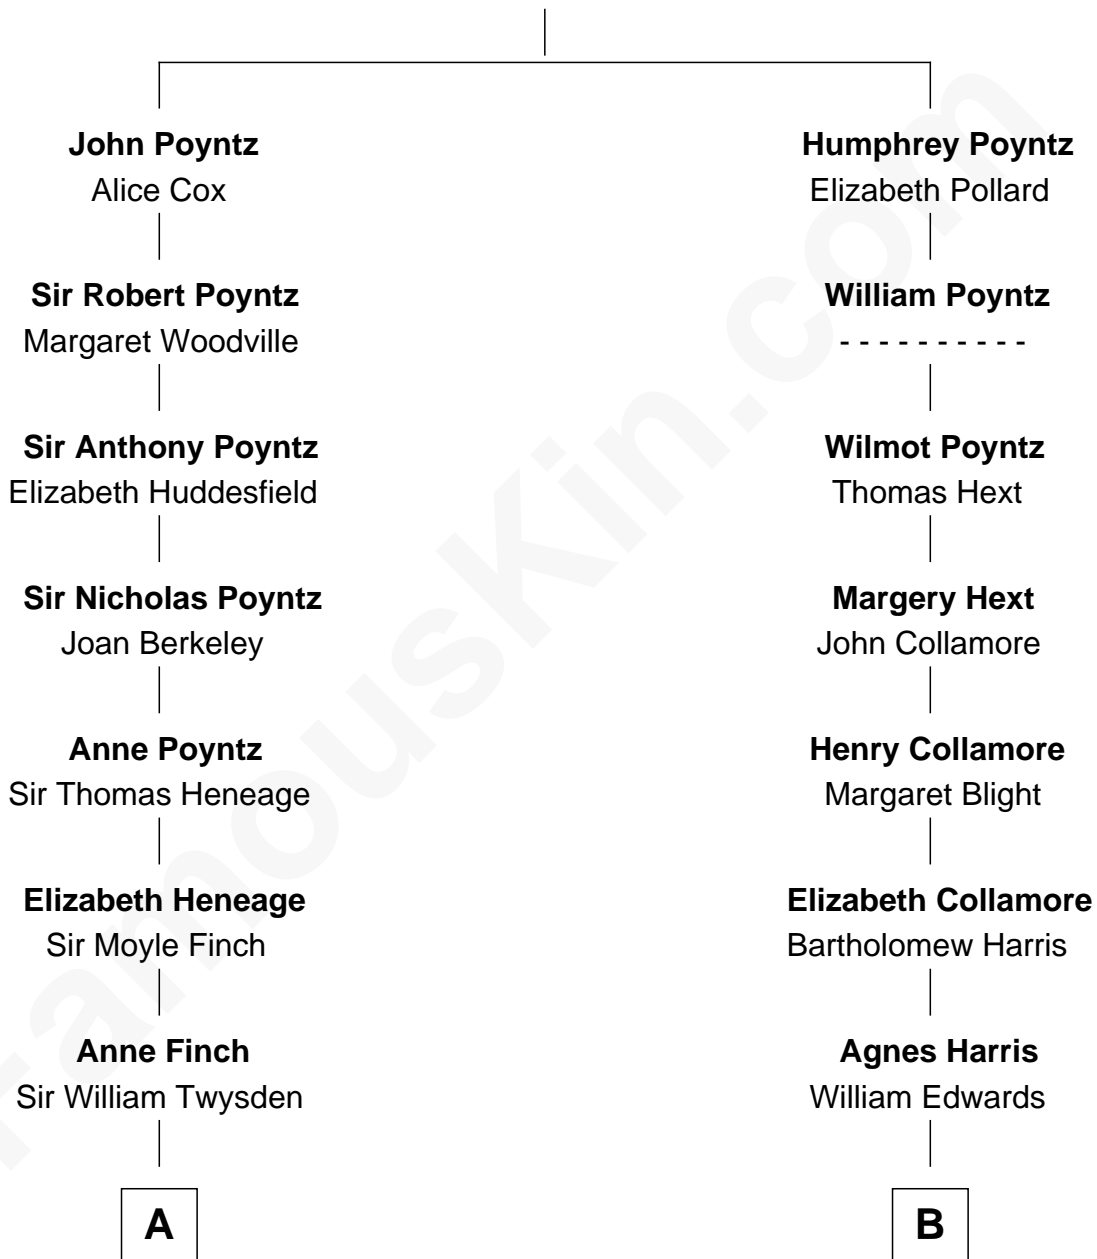 John Poyntz
Alice Cox
Sir Robert Poyntz
Margaret Woodville
Sir Anthony Poyntz
Elizabeth Huddesfield
Sir Nicholas Poyntz
Joan Berkeley
Anne Poyntz
Sir Thomas Heneage
Elizabeth Heneage
Sir Moyle Finch
Anne Finch
Sir William Twysden
A
Humphrey Poyntz
Elizabeth Pollard
William Poyntz
- - - - - - - - - -
Wilmot Poyntz
Thomas Hext
Margery Hext
John Collamore
Henry Collamore
Margaret Blight
Elizabeth Collamore
Bartholomew Harris
Agnes Harris
William Edwards
B
FamousKin.com